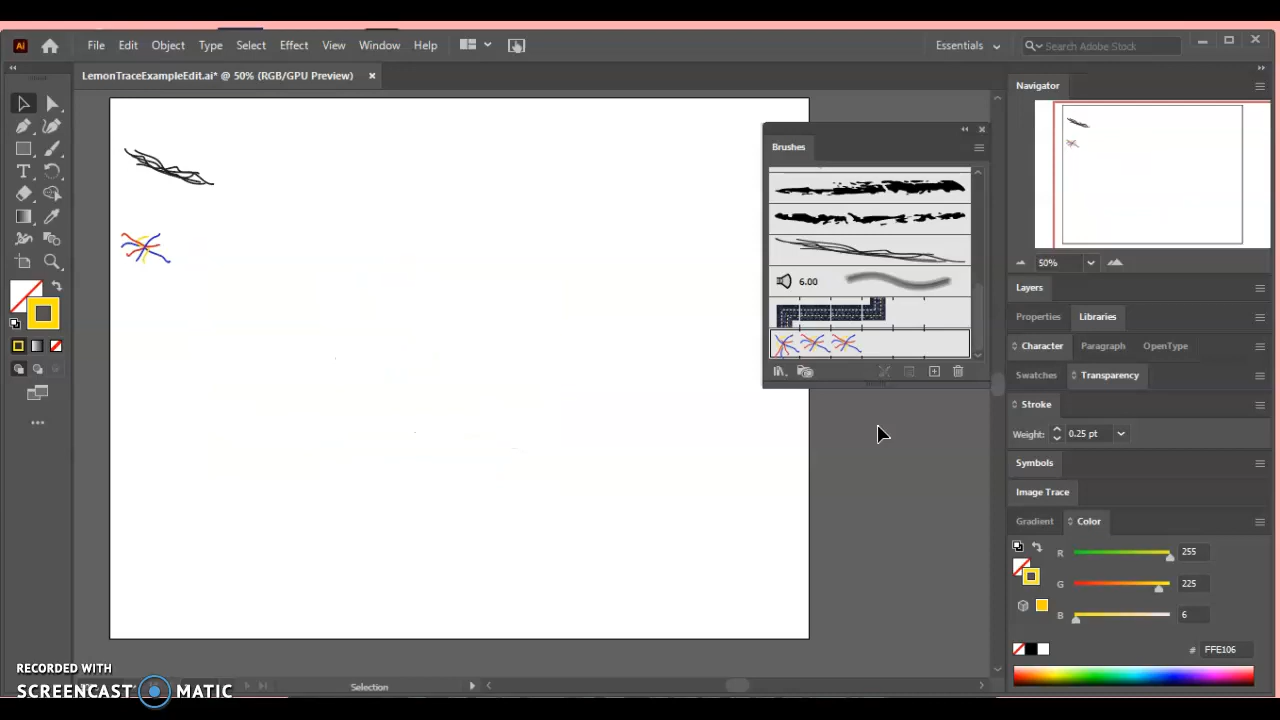 Ai File Edit Object Type Select Effect View Window Help Essentials Search Adobe Stock
LemonTraceExampleEdit.ai* @ 50% (RGB/GPU Preview)
Navigator
Brushes
6.00
50%
Layers
Properties Libraries
Character Paragraph OpenType
Swatches Transparency
Stroke
Weight: 0.25 pt
Symbols
Image Trace
Gradient Color
R 255
G 225
B 6
# FFE106
Selection
RECORDED WITH
SCREENCAST MATIC